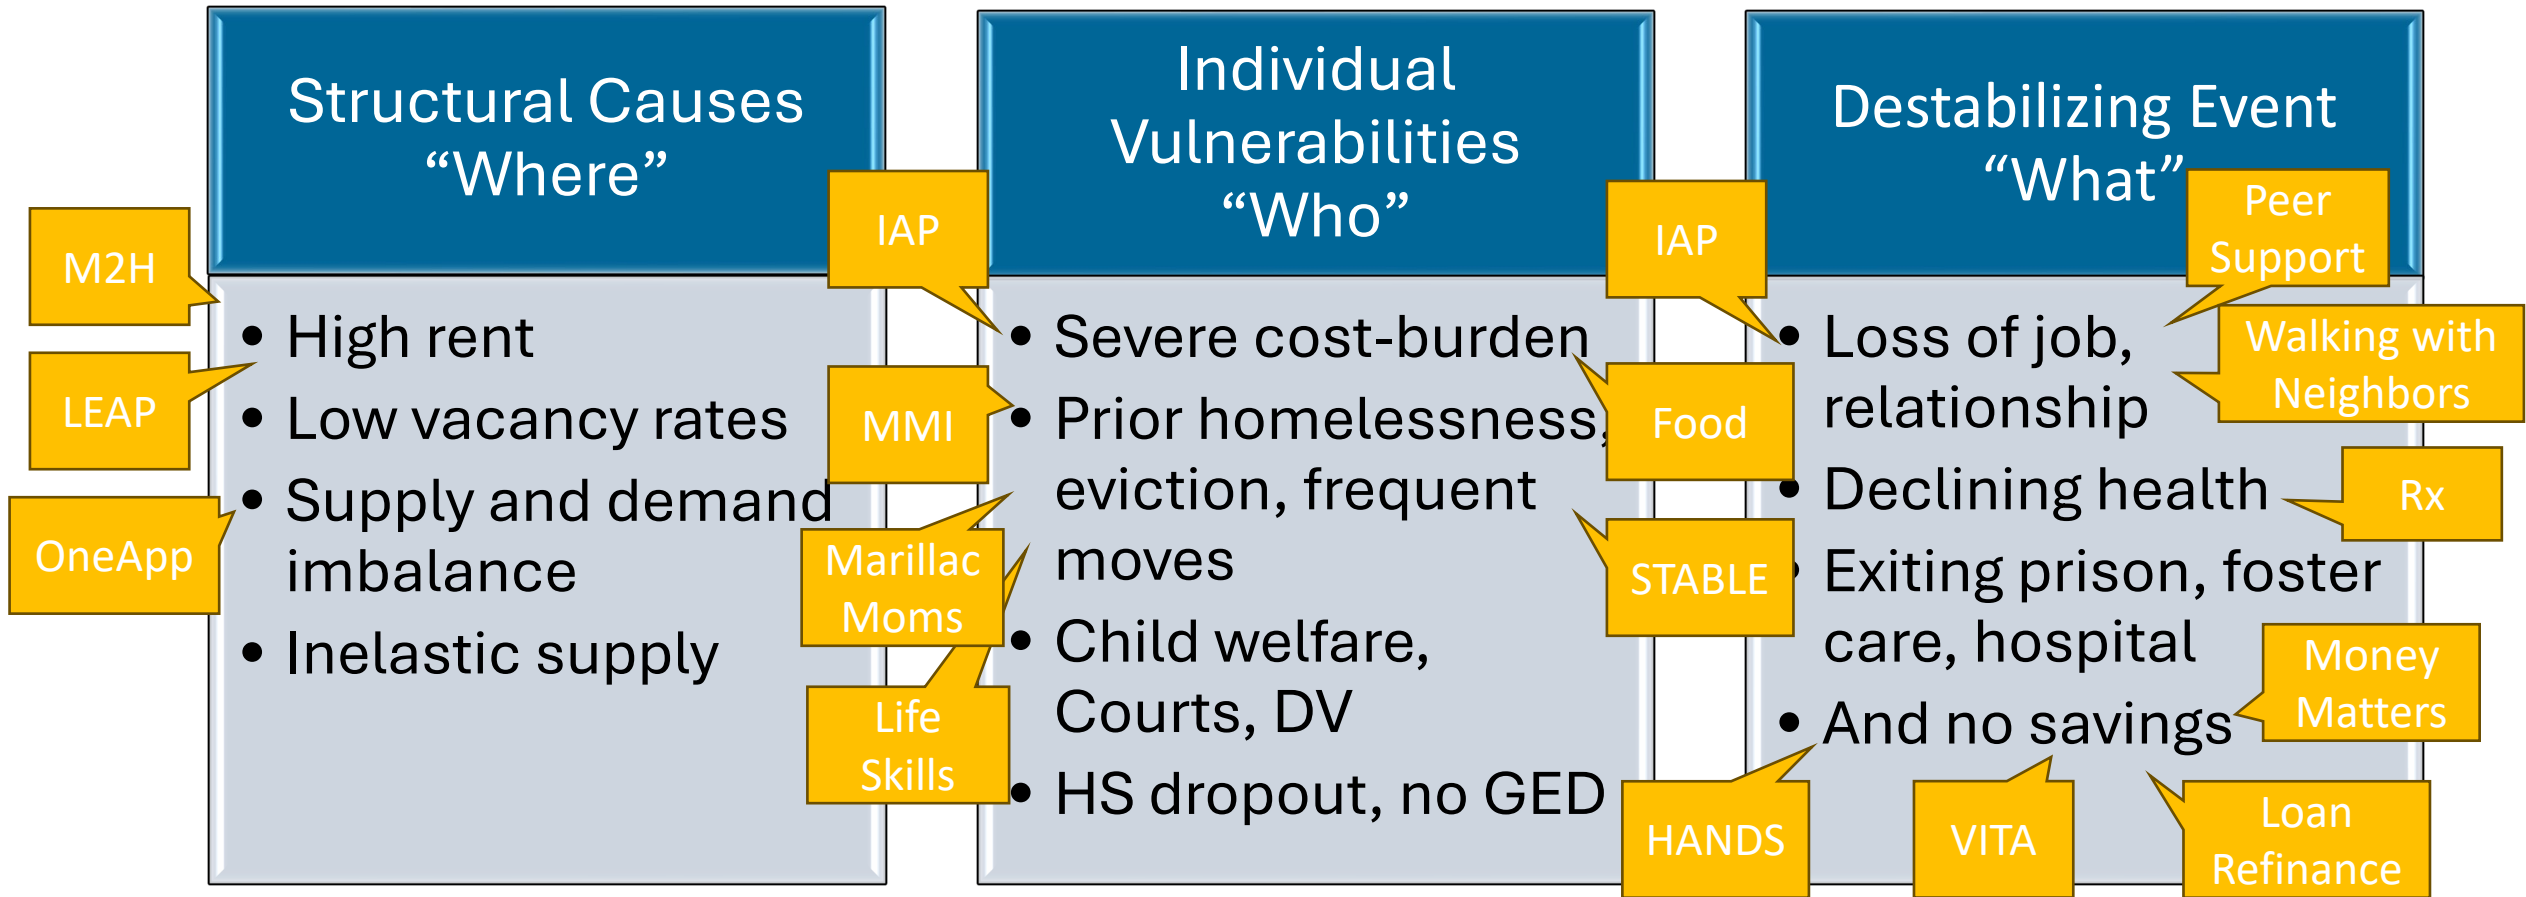 Structural Causes
“Where”
M2H
LEAP
OneApp
• High rent
• Low vacancy rates
• Supply and demand
imbalance
• Inelastic supply
Individual
Vulnerabilities
“Who”
IAP
MMI
Marillac
Moms
Life
Skills
• Severe cost-burden
• Prior homelessness,
eviction, frequent
moves
• Child welfare,
Courts, DV
• HS dropout, no GED
Food
STABLE
Destabilizing Event
“What”
IAP
Peer
Support
Walking with
Neighbors
• Loss of job,
relationship
• Declining health
Rx
• Exiting prison, foster
care, hospital
• And no savings
Money
Matters
HANDS
VITA
Loan
Refinance